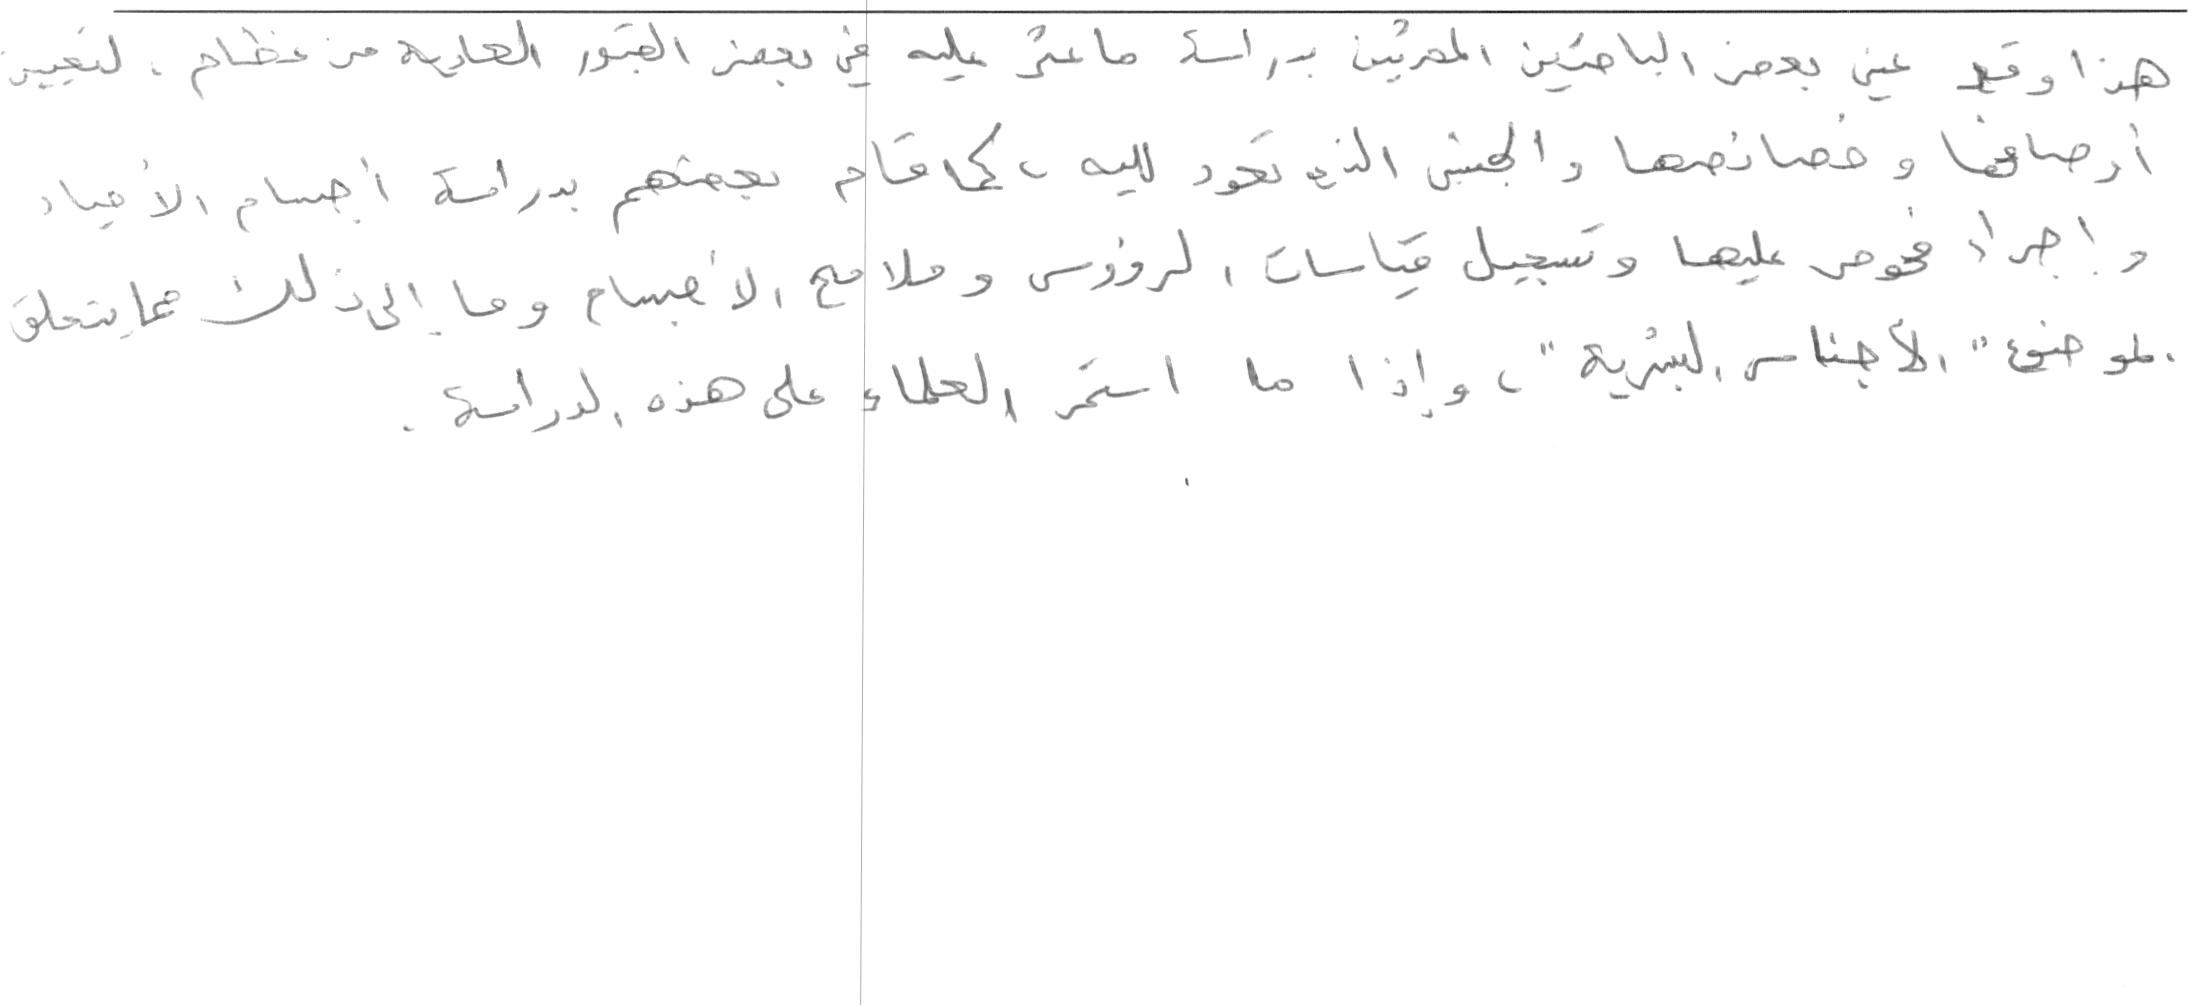 هذا وقد عني بعض الباحثين المحدثين بدراسة ما عثر عليه في بعض القبور العادية من عظام، لتعيين
أوصافها وخصائصها والجنس الذي تعود إليه، كما قام بعضهم بدراسة أجسام الأحياء
وإجراء فحوص عليها وتسجيل قياسات الرؤوس وملامح الأجسام وما إلى ذلك مما يتعلق
بموضوع "الأجناس البشرية"، وإذا ما استمر العلماء على هذه الدراسة.